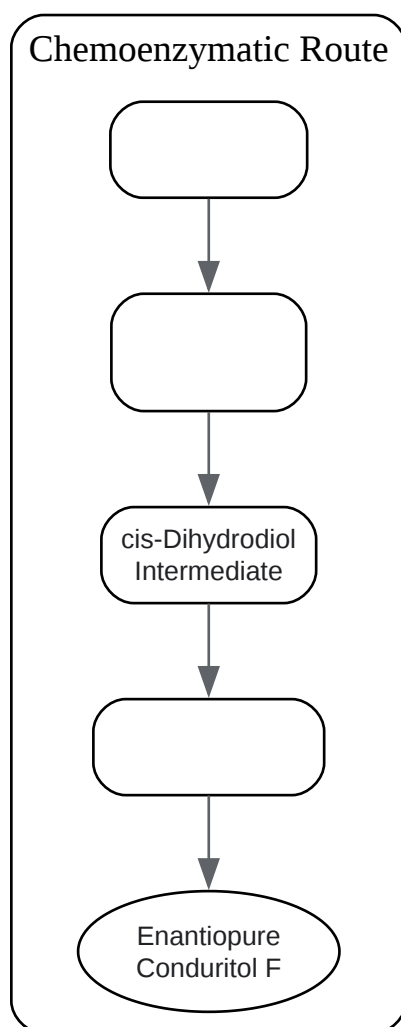 Chemoenzymatic Route
cis-Dihydrodiol
Intermediate
Enantiopure
Conduritol F